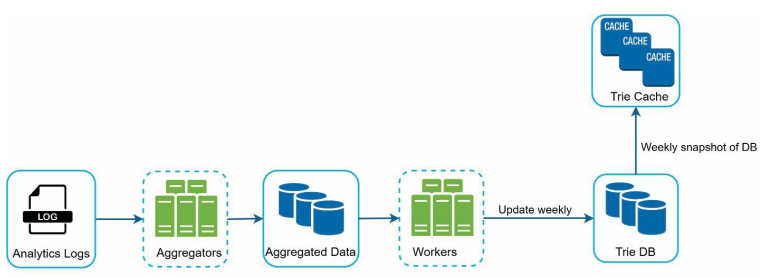 CACHE
CACHE
CACHE
Trie Cache
Weekly snapshot of DB
LOG
Update weekly
Analytics Logs
Aggregators
Aggregated Data
Workers
Trie DB